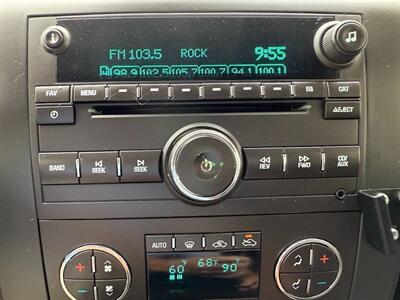 FM 103.5 ROCK 9:55
98.9 102.5 105.7 100.7 94.1 100.1
FAV MENU EQ CAT
EJECT
BAND SEEK SEEK REV FWD CD/ AUX
AUTO
68°F
60 90